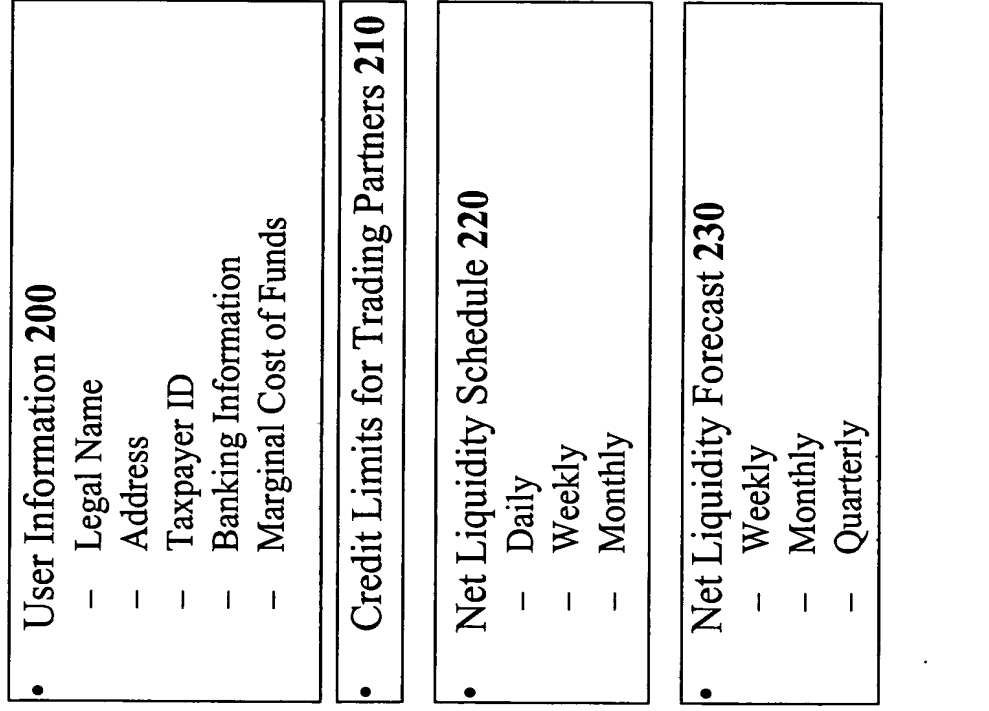 • User Information 200
– Legal Name
– Address
– Taxpayer ID
– Banking Information
– Marginal Cost of Funds
• Credit Limits for Trading Partners 210
• Net Liquidity Schedule 220
– Daily
– Weekly
– Monthly
• Net Liquidity Forecast 230
– Weekly
– Monthly
– Quarterly